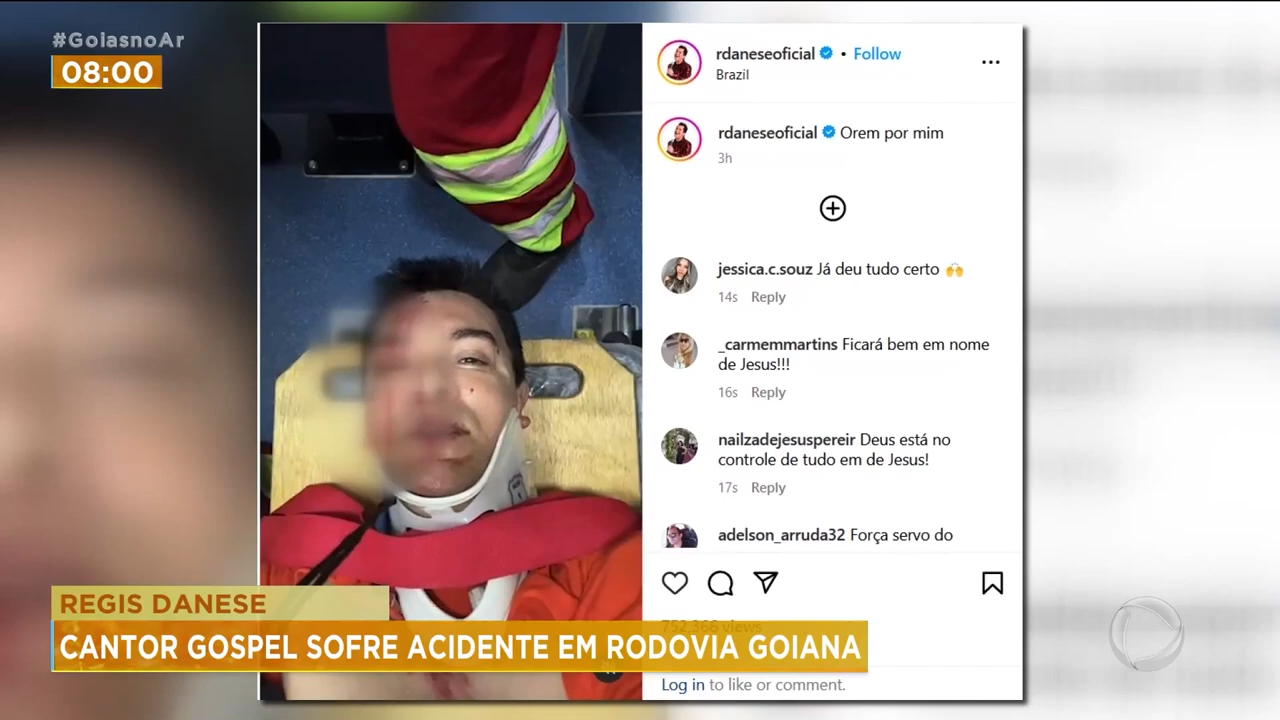 #GoiasnoAr
08:00
rdaneseoficial • Follow
Brazil
rdaneseoficial Orem por mim
3h
jessica.c.souz Já deu tudo certo 🙌
14s Reply
_carmemmartins Ficará bem em nome
de Jesus!!!
16s Reply
nailzadejesuspereir Deus está no
controle de tudo em de Jesus!
17s Reply
adelson_arruda32 Força servo do
752,366 views
Log in to like or comment.
REGIS DANESE
CANTOR GOSPEL SOFRE ACIDENTE EM RODOVIA GOIANA